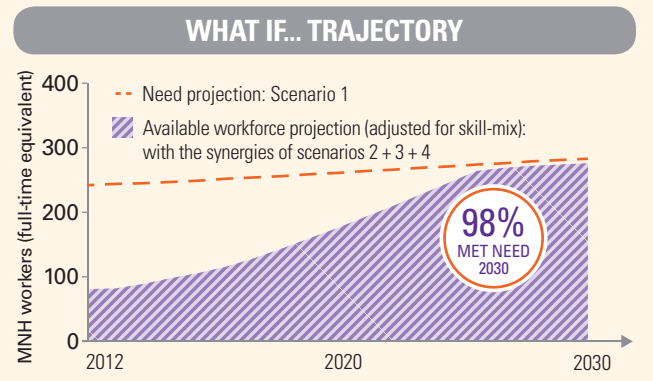 WHAT IF... TRAJECTORY
MNH workers (full-time equivalent)
400
300
200
100
0
Need projection: Scenario 1
Available workforce projection (adjusted for skill-mix):
with the synergies of scenarios 2 + 3 + 4
98%
MET NEED
2030
2012
2020
2030